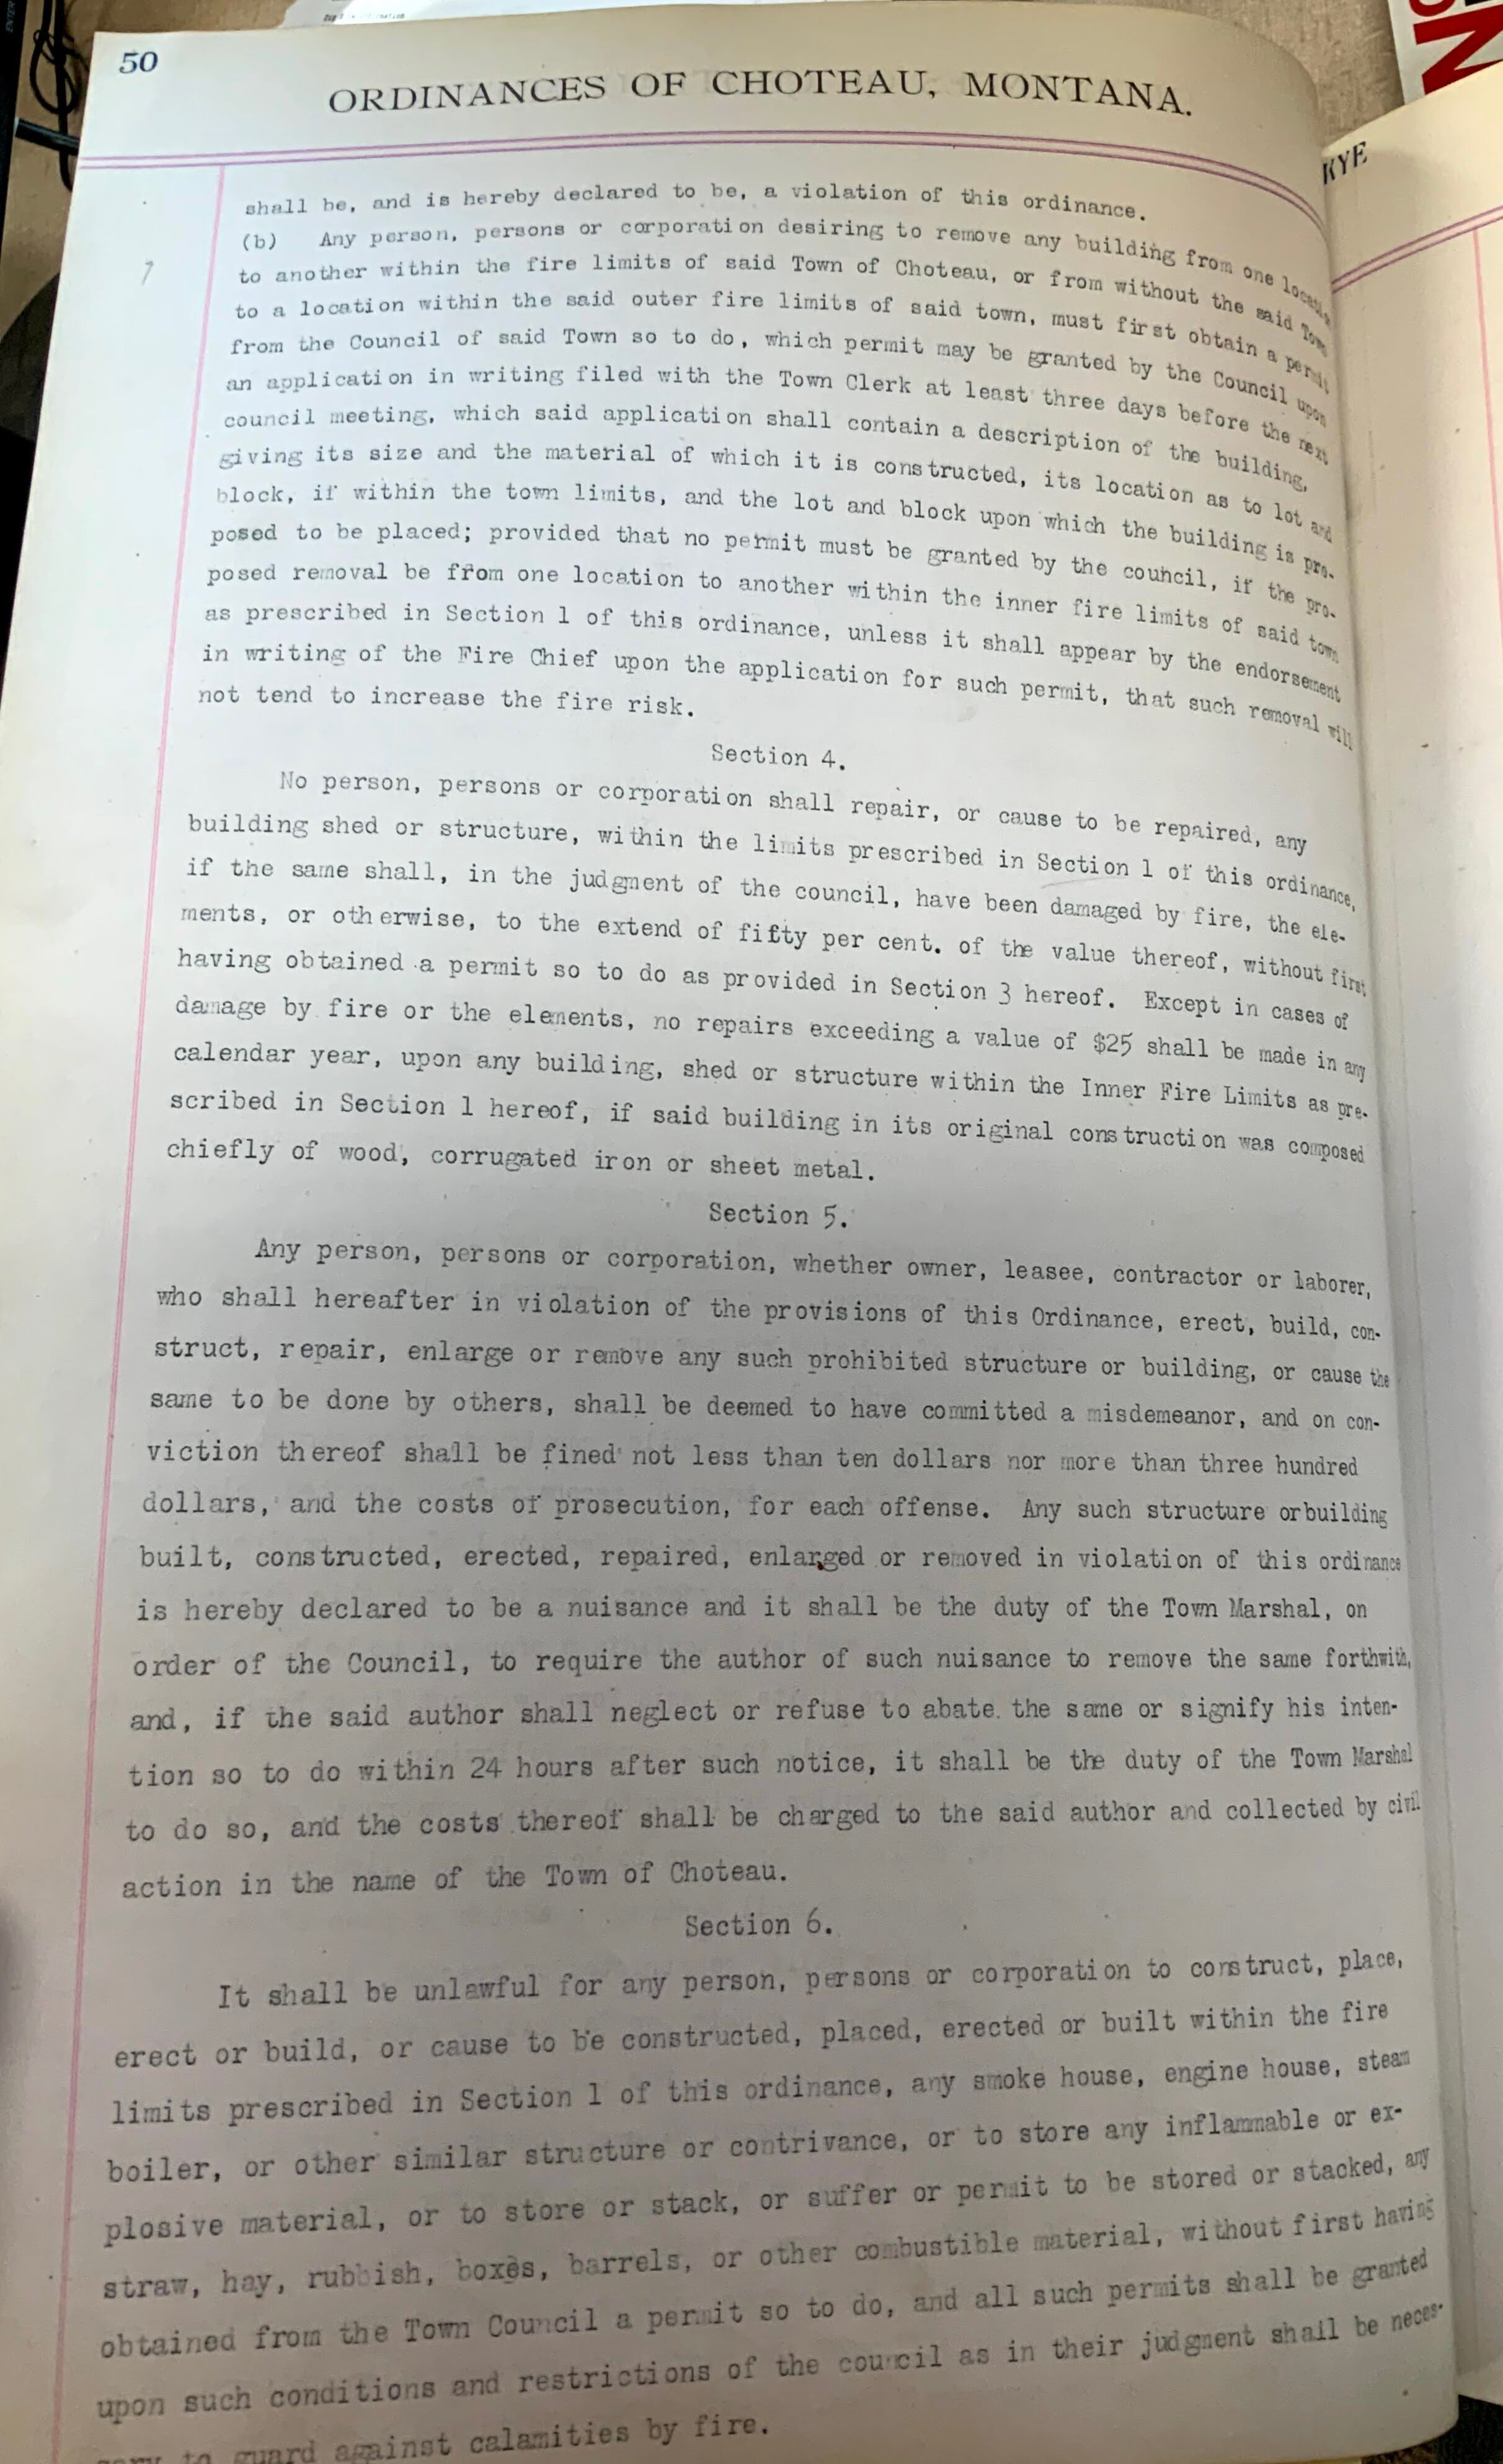 50
ORDINANCES OF CHOTEAU, MONTANA.
KYE
shall be, and is hereby declared to be, a violation of this ordinance.
(b) Any person, persons or corporation desiring to remove any building from one locatio
to another within the fire limits of said Town of Choteau, or from without the said Town
to a location within the said outer fire limits of said town, must first obtain a permit
from the Council of said Town so to do, which permit may be granted by the Council upon
an application in writing filed with the Town Clerk at least three days before the next
council meeting, which said application shall contain a description of the building,
giving its size and the material of which it is constructed, its location as to lot and
block, if within the town limits, and the lot and block upon which the building is pro-
posed to be placed; provided that no permit must be granted by the council, if the pro-
posed removal be from one location to another within the inner fire limits of said town
as prescribed in Section 1 of this ordinance, unless it shall appear by the endorsement
in writing of the Fire Chief upon the application for such permit, that such removal will
not tend to increase the fire risk.
Section 4.
No person, persons or corporation shall repair, or cause to be repaired, any
building shed or structure, within the limits prescribed in Section 1 of this ordinance,
if the same shall, in the judgment of the council, have been damaged by fire, the ele-
ments, or otherwise, to the extend of fifty per cent. of the value thereof, without first
having obtained a permit so to do as provided in Section 3 hereof. Except in cases of
damage by fire or the elements, no repairs exceeding a value of $25 shall be made in any
calendar year, upon any building, shed or structure within the Inner Fire Limits as pre-
scribed in Section 1 hereof, if said building in its original construction was composed
chiefly of wood, corrugated iron or sheet metal.
Section 5.
Any person, persons or corporation, whether owner, leasee, contractor or laborer,
who shall hereafter in violation of the provisions of this Ordinance, erect, build, con-
struct, repair, enlarge or remove any such prohibited structure or building, or cause the
same to be done by others, shall be deemed to have committed a misdemeanor, and on con-
viction thereof shall be fined not less than ten dollars nor more than three hundred
dollars, and the costs of prosecution, for each offense. Any such structure orbuilding
built, constructed, erected, repaired, enlarged or removed in violation of this ordinance
is hereby declared to be a nuisance and it shall be the duty of the Town Marshal, on
order of the Council, to require the author of such nuisance to remove the same forthwith,
and, if the said author shall neglect or refuse to abate the same or signify his inten-
tion so to do within 24 hours after such notice, it shall be the duty of the Town Marshal
to do so, and the costs thereof shall be charged to the said author and collected by civil
action in the name of the Town of Choteau.
Section 6.
It shall be unlawful for any person, persons or corporation to construct, place,
erect or build, or cause to be constructed, placed, erected or built within the fire
limits prescribed in Section 1 of this ordinance, any smoke house, engine house, steam
boiler, or other similar structure or contrivance, or to store any inflammable or ex-
plosive material, or to store or stack, or suffer or permit to be stored or stacked, any
straw, hay, rubbish, boxes, barrels, or other combustible material, without first having
obtained from the Town Council a permit so to do, and all such permits shall be granted
upon such conditions and restrictions of the council as in their judgment shall be neces-
sary to guard against calamities by fire.